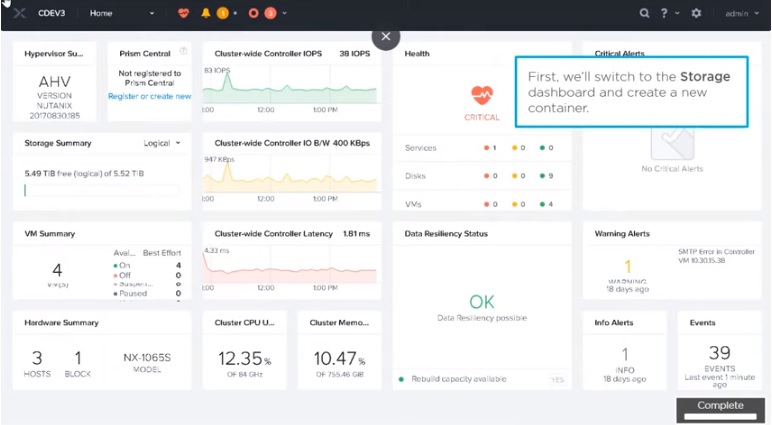 CDEV3 Home 1 3 ? admin
Hypervisor Su...
AHV
VERSION
NUTANIX
20170830.185
Prism Central ?
Not registered to
Prism Central
Register or create new
Cluster-wide Controller IOPS 38 IOPS
83 IOPS
12:00 1:00 PM
Health
CRITICAL
Services 1 0 0
Disks 0 0 9
VMs 0 0 4
Critical Alerts
No Critical Alerts
First, we'll switch to the Storage
dashboard and create a new
container.
Storage Summary Logical
5.49 TiB free (logical) of 5.52 TiB
Cluster-wide Controller IO B/W 400 KBps
947 KBps
12:00 1:00 PM
VM Summary
4
VM(S)
Avai... Best Effort
On 4
Off 0
Suspen... 0
Paused 0
Cluster-wide Controller Latency 1.81 ms
4.33 ms
12:00 1:00 PM
Data Resiliency Status
OK
Data Resiliency possible
Rebuild capacity available YES
Warning Alerts
1
WARNING
18 days ago
SMTP Error in Controller
VM 10.30.15.38
Hardware Summary
3
HOSTS
1
BLOCK
NX-1065S
MODEL
Cluster CPU U...
12.35%
OF 84 GHz
Cluster Memo...
10.47%
OF 755.46 GiB
Info Alerts
1
INFO
18 days ago
Events
39
EVENTS
Last event 1 minute
ago
Complete